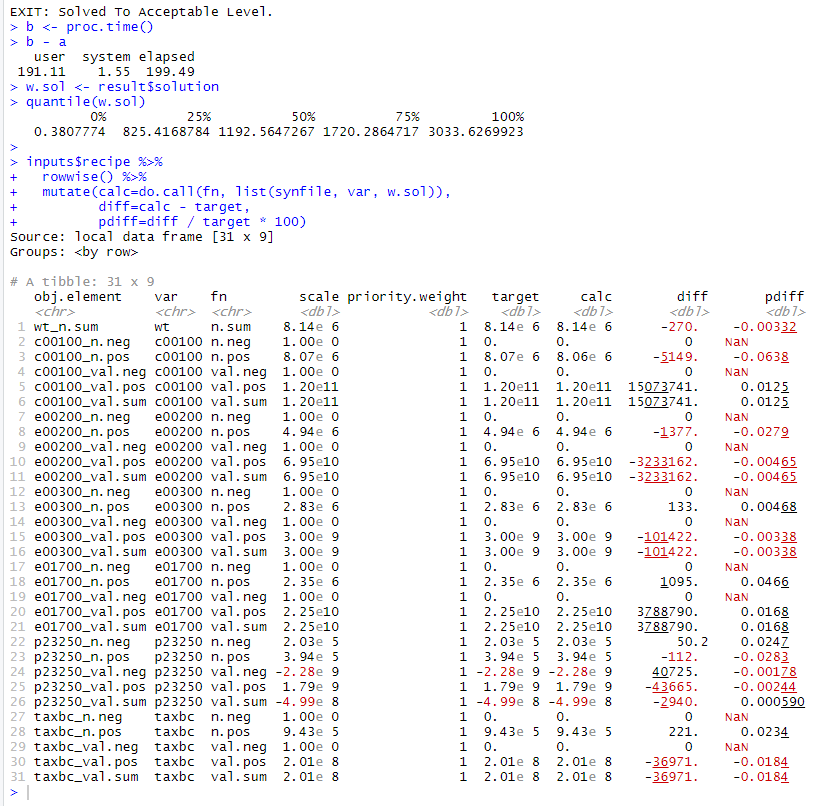 EXIT: Solved To Acceptable Level.
> b <- proc.time()
> b - a
   user  system elapsed
 191.11    1.55  199.49
> w.sol <- result$solution
> quantile(w.sol)
          0%          25%          50%          75%         100%
   0.3807774  825.4168784 1192.5647267 1720.2864717 3033.6269923
>
> inputs$recipe %>%
+   rowwise() %>%
+   mutate(calc=do.call(fn, list(synfile, var, w.sol)),
+          diff=calc - target,
+          pdiff=diff / target * 100)
Source: local data frame [31 x 9]
Groups: <by row>

# A tibble: 31 x 9
   obj.element    var    fn         scale priority.weight   target     calc       diff      pdiff
   <chr>          <chr>  <chr>      <dbl>           <dbl>    <dbl>    <dbl>      <dbl>      <dbl>
 1 wt_n.sum       wt     n.sum    8.14e 6               1  8.14e 6  8.14e 6      -270.   -0.00332
 2 c00100_n.neg   c00100 n.neg    1.00e 0               1  0.       0.              0  NaN
 3 c00100_n.pos   c00100 n.pos    8.07e 6               1  8.07e 6  8.06e 6     -5149.   -0.0638
 4 c00100_val.neg c00100 val.neg  1.00e 0               1  0.       0.              0  NaN
 5 c00100_val.pos c00100 val.pos  1.20e11               1  1.20e11  1.20e11  15073741.    0.0125
 6 c00100_val.sum c00100 val.sum  1.20e11               1  1.20e11  1.20e11  15073741.    0.0125
 7 e00200_n.neg   e00200 n.neg    1.00e 0               1  0.       0.              0  NaN
 8 e00200_n.pos   e00200 n.pos    4.94e 6               1  4.94e 6  4.94e 6     -1377.   -0.0279
 9 e00200_val.neg e00200 val.neg  1.00e 0               1  0.       0.              0  NaN
10 e00200_val.pos e00200 val.pos  6.95e10               1  6.95e10  6.95e10  -3233162.   -0.00465
11 e00200_val.sum e00200 val.sum  6.95e10               1  6.95e10  6.95e10  -3233162.   -0.00465
12 e00300_n.neg   e00300 n.neg    1.00e 0               1  0.       0.              0  NaN
13 e00300_n.pos   e00300 n.pos    2.83e 6               1  2.83e 6  2.83e 6       133.    0.00468
14 e00300_val.neg e00300 val.neg  1.00e 0               1  0.       0.              0  NaN
15 e00300_val.pos e00300 val.pos  3.00e 9               1  3.00e 9  3.00e 9   -101422.   -0.00338
16 e00300_val.sum e00300 val.sum  3.00e 9               1  3.00e 9  3.00e 9   -101422.   -0.00338
17 e01700_n.neg   e01700 n.neg    1.00e 0               1  0.       0.              0  NaN
18 e01700_n.pos   e01700 n.pos    2.35e 6               1  2.35e 6  2.35e 6      1095.    0.0466
19 e01700_val.neg e01700 val.neg  1.00e 0               1  0.       0.              0  NaN
20 e01700_val.pos e01700 val.pos  2.25e10               1  2.25e10  2.25e10   3788790.    0.0168
21 e01700_val.sum e01700 val.sum  2.25e10               1  2.25e10  2.25e10   3788790.    0.0168
22 p23250_n.neg   p23250 n.neg    2.03e 5               1  2.03e 5  2.03e 5        50.2   0.0247
23 p23250_n.pos   p23250 n.pos    3.94e 5               1  3.94e 5  3.94e 5      -112.   -0.0283
24 p23250_val.neg p23250 val.neg -2.28e 9               1 -2.28e 9 -2.28e 9     40725.   -0.00178
25 p23250_val.pos p23250 val.pos  1.79e 9               1  1.79e 9  1.79e 9    -43665.   -0.00244
26 p23250_val.sum p23250 val.sum -4.99e 8               1 -4.99e 8 -4.99e 8     -2940.    0.000590
27 taxbc_n.neg    taxbc  n.neg    1.00e 0               1  0.       0.              0  NaN
28 taxbc_n.pos    taxbc  n.pos    9.43e 5               1  9.43e 5  9.43e 5       221.    0.0234
29 taxbc_val.neg  taxbc  val.neg  1.00e 0               1  0.       0.              0  NaN
30 taxbc_val.pos  taxbc  val.pos  2.01e 8               1  2.01e 8  2.01e 8    -36971.   -0.0184
31 taxbc_val.sum  taxbc  val.sum  2.01e 8               1  2.01e 8  2.01e 8    -36971.   -0.0184
>